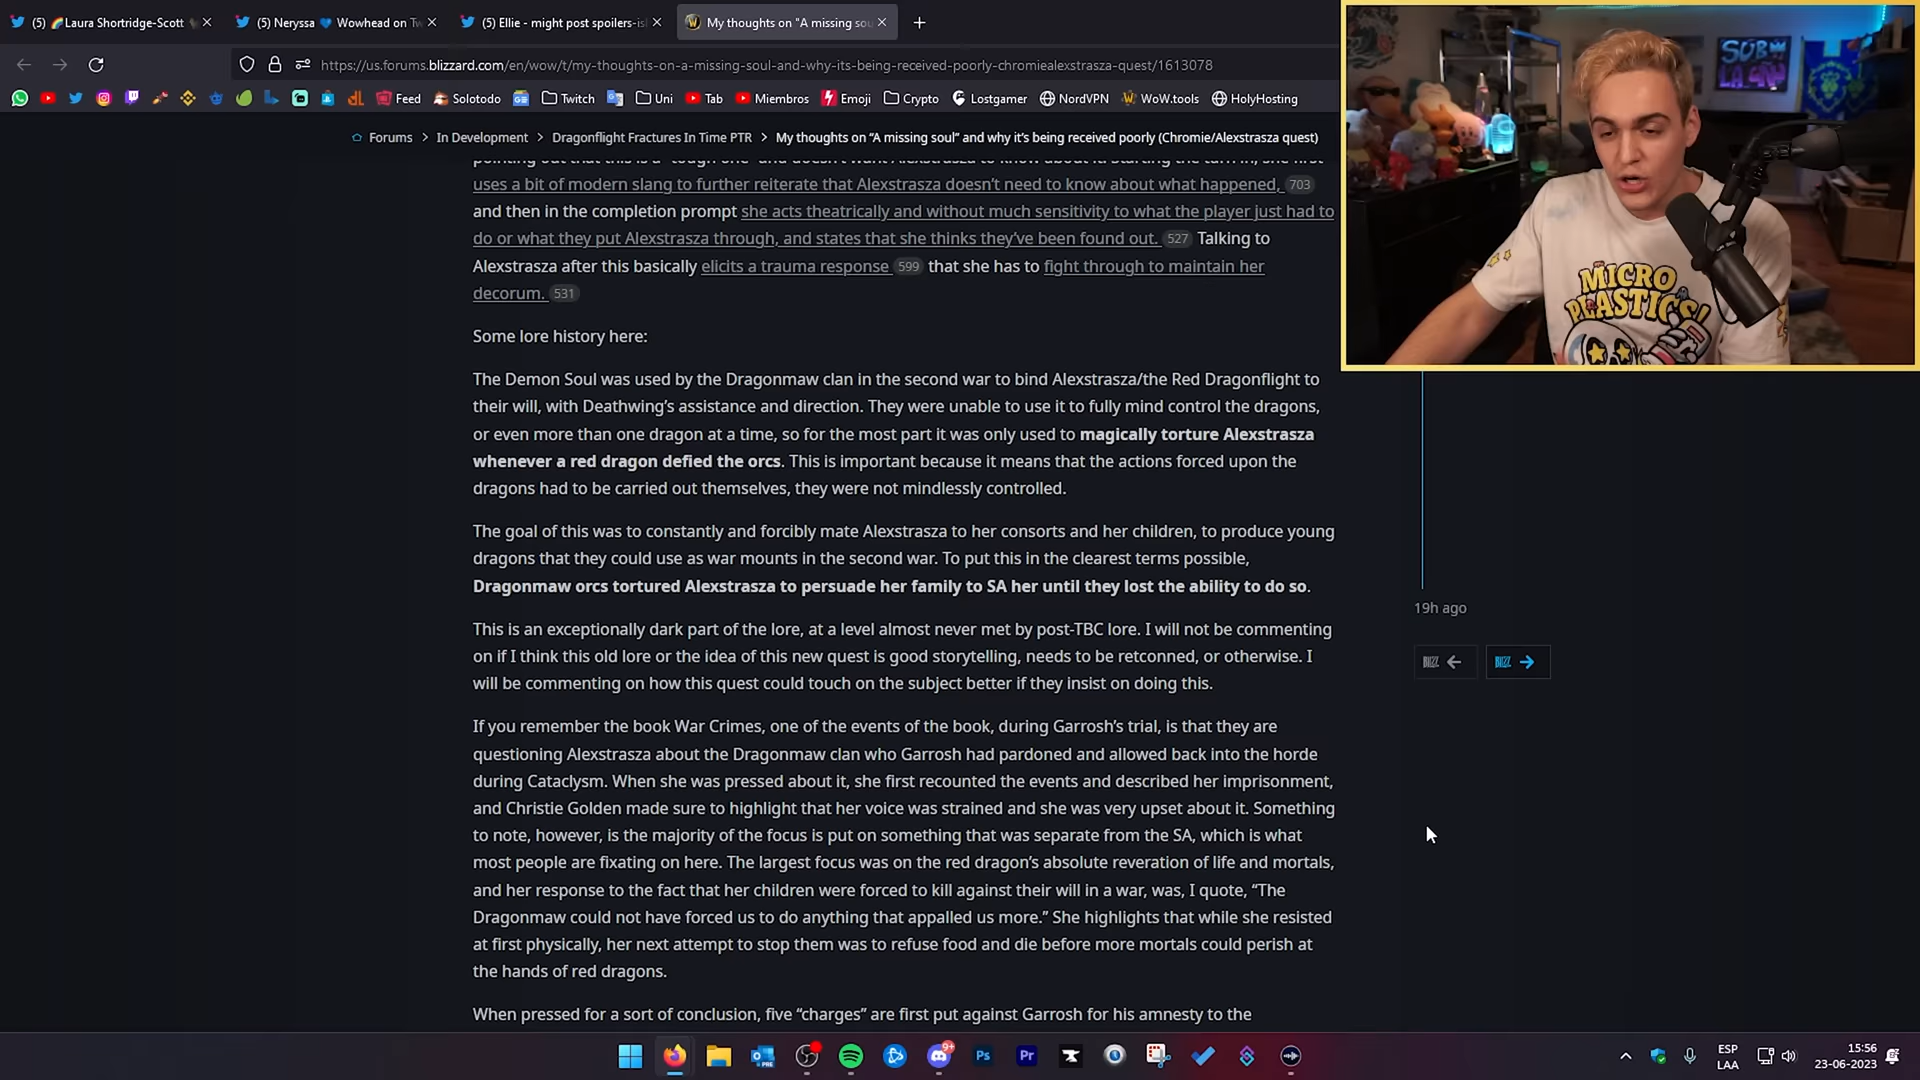 (5) 🌈Laura Shortridge-Scott
(5) Neryssa 💙 Wowhead on Tw
(5) Ellie - might post spoilers-is
My thoughts on "A missing sou
https://us.forums.blizzard.com/en/wow/t/my-thoughts-on-a-missing-soul-and-why-its-being-received-poorly-chromiealexstrasza-quest/1613078
Feed
Solotodo
Twitch
Uni
Tab
Miembros
Emoji
Crypto
Lostgamer
NordVPN
WoW.tools
HolyHosting
Forums > In Development > Dragonflight Fractures In Time PTR > My thoughts on “A missing soul” and why it’s being received poorly (Chromie/Alexstrasza quest)
pointing out that this is a “tough one” and doesn’t want Alexstrasza to know about it. Starting the turn in, she first
uses a bit of modern slang to further reiterate that Alexstrasza doesn’t need to know about what happened, 703
and then in the completion prompt she acts theatrically and without much sensitivity to what the player just had to
do or what they put Alexstrasza through, and states that she thinks they’ve been found out. 527 Talking to
Alexstrasza after this basically elicits a trauma response 599 that she has to fight through to maintain her
decorum. 531
Some lore history here:
The Demon Soul was used by the Dragonmaw clan in the second war to bind Alexstrasza/the Red Dragonflight to
their will, with Deathwing’s assistance and direction. They were unable to use it to fully mind control the dragons,
or even more than one dragon at a time, so for the most part it was only used to magically torture Alexstrasza
whenever a red dragon defied the orcs. This is important because it means that the actions forced upon the
dragons had to be carried out themselves, they were not mindlessly controlled.
The goal of this was to constantly and forcibly mate Alexstrasza to her consorts and her children, to produce young
dragons that they could use as war mounts in the second war. To put this in the clearest terms possible,
Dragonmaw orcs tortured Alexstrasza to persuade her family to SA her until they lost the ability to do so.
This is an exceptionally dark part of the lore, at a level almost never met by post-TBC lore. I will not be commenting
on if I think this old lore or the idea of this new quest is good storytelling, needs to be retconned, or otherwise. I
will be commenting on how this quest could touch on the subject better if they insist on doing this.
If you remember the book War Crimes, one of the events of the book, during Garrosh’s trial, is that they are
questioning Alexstrasza about the Dragonmaw clan who Garrosh had pardoned and allowed back into the horde
during Cataclysm. When she was pressed about it, she first recounted the events and described her imprisonment,
and Christie Golden made sure to highlight that her voice was strained and she was very upset about it. Something
to note, however, is the majority of the focus is put on something that was separate from the SA, which is what
most people are fixating on here. The largest focus was on the red dragon’s absolute reveration of life and mortals,
and her response to the fact that her children were forced to kill against their will in a war, was, I quote, “The
Dragonmaw could not have forced us to do anything that appalled us more.” She highlights that while she resisted
at first physically, her next attempt to stop them was to refuse food and die before more mortals could perish at
the hands of red dragons.
When pressed for a sort of conclusion, five “charges” are first put against Garrosh for his amnesty to the
19h ago
BLIZZ
BLIZZ
MICRO
PLASTICS!
SUB
9+
Ps
Pr
PRE
ESP
LAA
15:56
23-06-2023